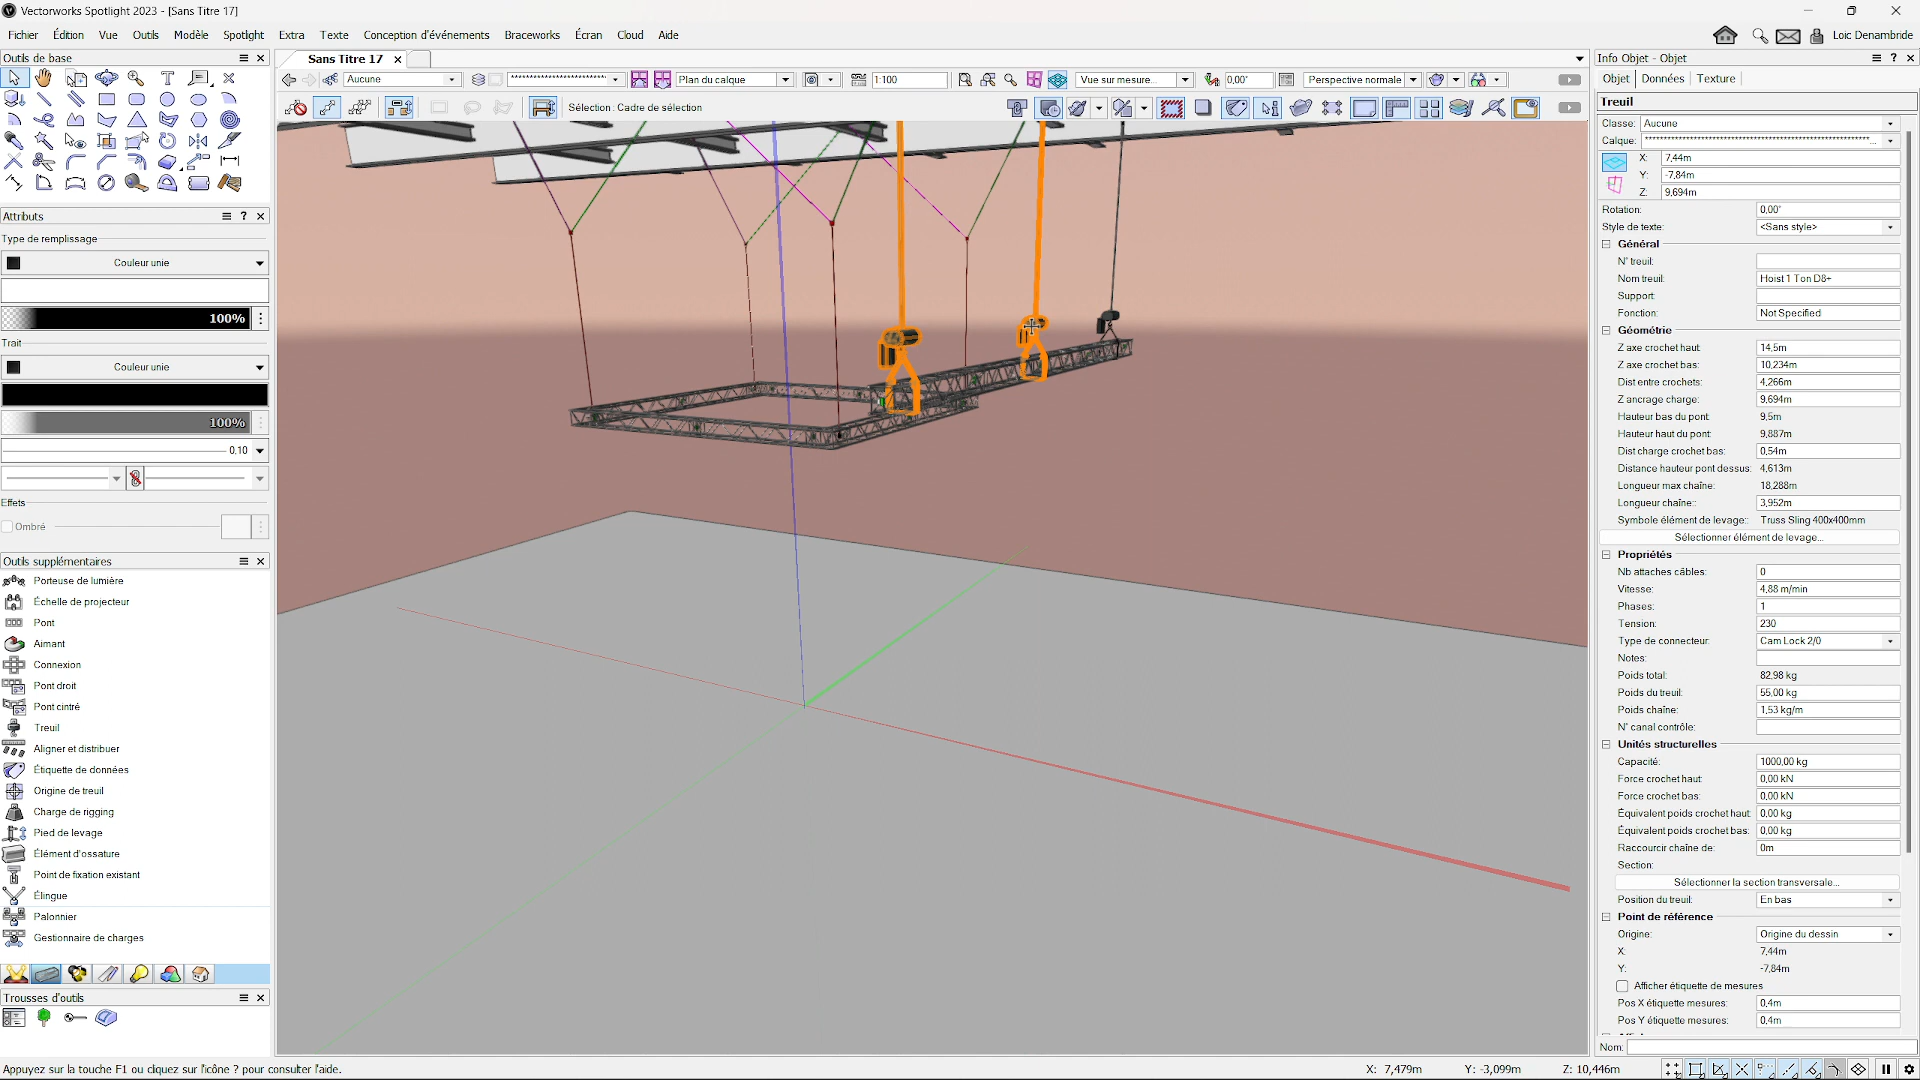 Vectorworks Spotlight 2023 - [Sans Titre 17]
Fichier Édition Vue Outils Modèle Spotlight Extra Texte Conception d'événements Braceworks Écran Cloud Aide
Loic Denambride
Outils de base
Sans Titre 17
Info Objet - Objet
Aucune
Plan du calque
1:100
Vue sur mesure...
0,00°
Perspective normale
Sélection : Cadre de sélection
Attributs
Type de remplissage
Couleur unie
100%
Trait
Couleur unie
100%
0.10
Effets
Ombré
Outils supplémentaires
Porteuse de lumière
Échelle de projecteur
Pont
Aimant
Connexion
Pont droit
Pont cintré
Treuil
Aligner et distribuer
Étiquette de données
Origine de treuil
Charge de rigging
Pied de levage
Élément d'ossature
Point de fixation existant
Élingue
Palonnier
Gestionnaire de charges
Trousses d'outils
Appuyez sur la touche F1 ou cliquez sur l'icône ? pour consulter l'aide.
X: 7,479m Y: -3,099m Z: 10,446m
Objet Données Texture
Treuil
Classe: Aucune
Calque:
X: 7,44m
Y: -7,84m
Z: 9,694m
Rotation: 0,00°
Style de texte: <Sans style>
Général
N° treuil:
Nom treuil: Hoist 1 Ton D8+
Support:
Fonction: Not Specified
Géométrie
Z axe crochet haut: 14,5m
Z axe crochet bas: 10,234m
Dist entre crochets: 4,266m
Z ancrage charge: 9,694m
Hauteur bas du pont: 9,5m
Hauteur haut du pont: 9,887m
Dist charge crochet bas: 0,54m
Distance hauteur pont dessus: 4,613m
Longueur max chaîne: 18,288m
Longueur chaîne: 3,952m
Symbole élément de levage: Truss Sling 400x400mm
Sélectionner élément de levage...
Propriétés
Nb attaches câbles: 0
Vitesse: 4,88 m/min
Phases: 1
Tension: 230
Type de connecteur: Cam Lock 2/0
Notes:
Poids total: 82,98 kg
Poids du treuil: 55,00 kg
Poids chaîne: 1,53 kg/m
N° canal contrôle:
Unités structurelles
Capacité: 1000,00 kg
Force crochet haut: 0,00 kN
Force crochet bas: 0,00 kN
Équivalent poids crochet haut: 0,00 kg
Équivalent poids crochet bas: 0,00 kg
Raccourcir chaîne de: 0m
Section:
Sélectionner la section transversale...
Position du treuil: En bas
Point de référence
Origine: Origine du dessin
X: 7,44m
Y: -7,84m
Afficher étiquette de mesures
Pos X étiquette mesures: 0,4m
Pos Y étiquette mesures: 0,4m
Nom: